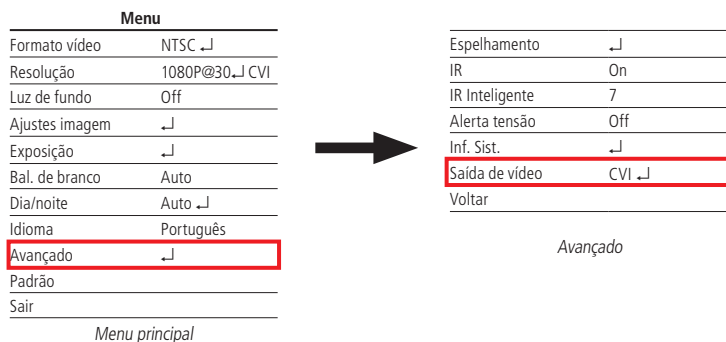 Menu
Formato vídeo NTSC ↵
Resolução 1080P@30↵ CVI
Luz de fundo Off
Ajustes imagem ↵
Exposição ↵
Bal. de branco Auto
Dia/noite Auto ↵
Idioma Português
Avançado ↵
Padrão
Sair
Menu principal
Espelhamento ↵
IR On
IR Inteligente 7
Alerta tensão Off
Inf. Sist. ↵
Saída de vídeo CVI ↵
Voltar
Avançado